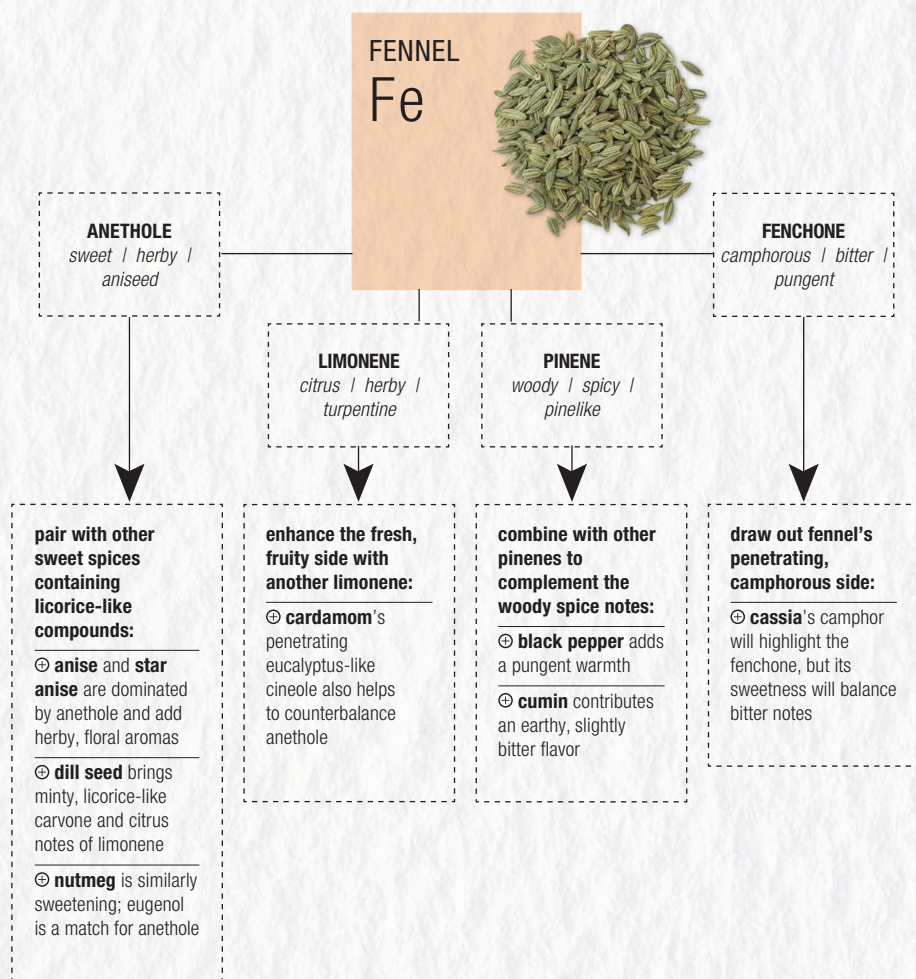 FENNEL
Fe
ANETHOLE
sweet / herby /
aniseed
FENCHONE
camphorous / bitter /
pungent
LIMONENE
citrus / herby /
turpentine
PINENE
woody / spicy /
pinelike
pair with other
sweet spices
containing
licorice-like
compounds:
⊕ anise and star
anise are dominated
by anethole and add
herby, floral aromas
⊕ dill seed brings
minty, licorice-like
carvone and citrus
notes of limonene
⊕ nutmeg is similarly
sweetening; eugenol
is a match for anethole
enhance the fresh,
fruity side with
another limonene:
⊕ cardamom's
penetrating
eucalyptus-like
cineole also helps
to counterbalance
anethole
combine with other
pinenes to
complement the
woody spice notes:
⊕ black pepper adds
a pungent warmth
⊕ cumin contributes
an earthy, slightly
bitter flavor
draw out fennel's
penetrating,
camphorous side:
⊕ cassia's camphor
will highlight the
fenchone, but its
sweetness will balance
bitter notes